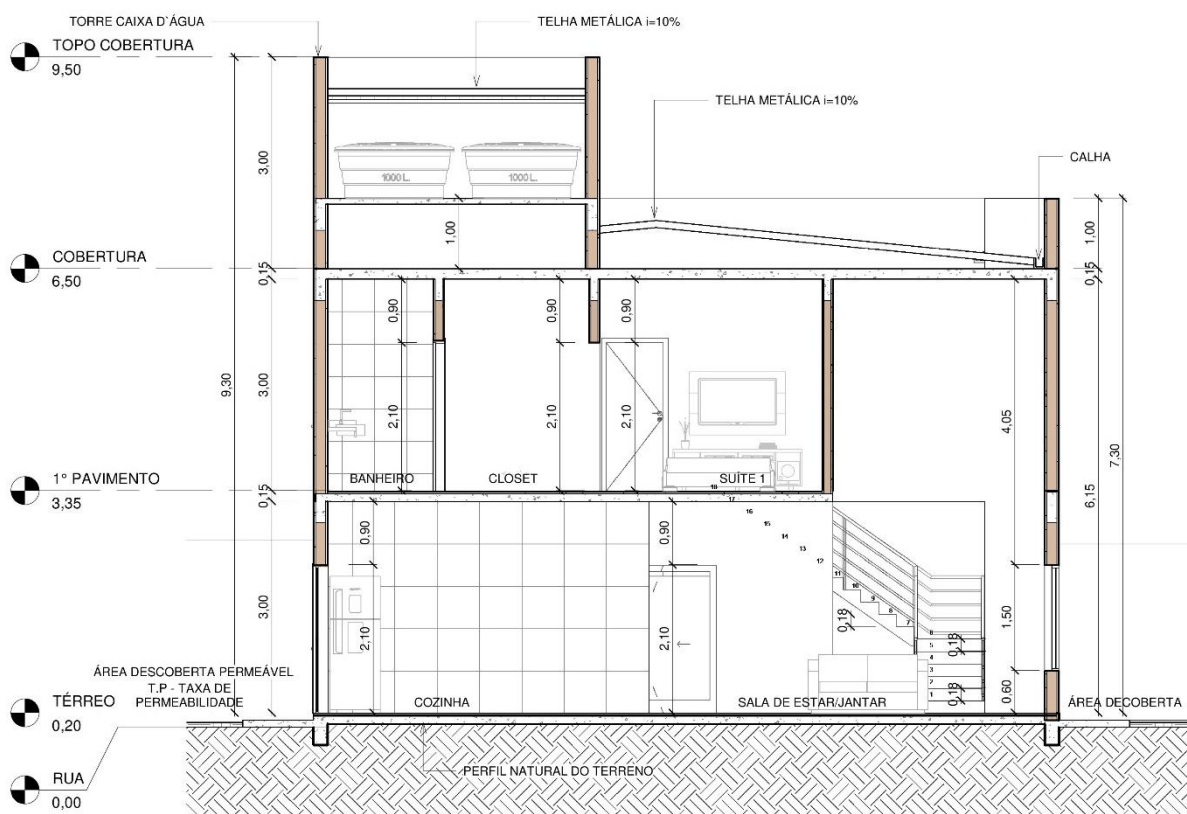 TORRE CAIXA D`ÁGUA
TELHA METÁLICA i=10%
TOPO COBERTURA
9,50
TELHA METÁLICA i=10%
CALHA
3,00
1000 L.
1000 L.
1,00
1,00
COBERTURA
6,50
0,15
0,15
0,90
0,90
0,90
9,30
3,00
2,10
2,10
2,10
4,05
7,30
6,15
1º PAVIMENTO
3,35
BANHEIRO
CLOSET
SUÍTE 1
0,15
18
17
16
15
14
13
12
11
10
9
8
7
6
5
4
3
2
1
0,90
0,90
3,00
2,10
2,10
0,18
0,18
0,18
1,50
0,60
ÁREA DESCOBERTA PERMEÁVEL
T.P - TAXA DE
PERMEABILIDADE
TÉRREO
0,20
COZINHA
SALA DE ESTAR/JANTAR
ÁREA DECOBERTA
PERFIL NATURAL DO TERRENO
RUA
0,00